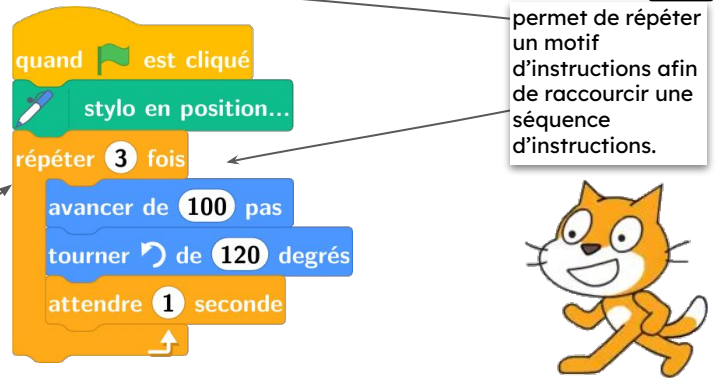 quand est cliqué
stylo en position...
répéter 3 fois
avancer de 100 pas
tourner de 120 degrés
attendre 1 seconde
permet de répéter
un motif
d'instructions afin
de raccourcir une
séquence
d'instructions.